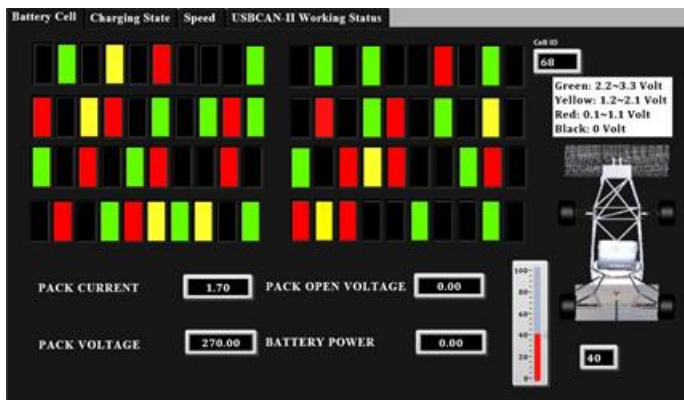 Battery Cell Charging State Speed USBCAN-II Working Status
Cell IO
68
Green: 2.2~3.3 Volt
Yellow: 1.2~2.1 Volt
Red: 0.1~1.1 Volt
Black: 0 Volt
PACK CURRENT 1.70 PACK OPEN VOLTAGE 0.00
PACK VOLTAGE 270.00 BATTERY POWER 0.00
100-
80-
60-
40-
20-
0-
40